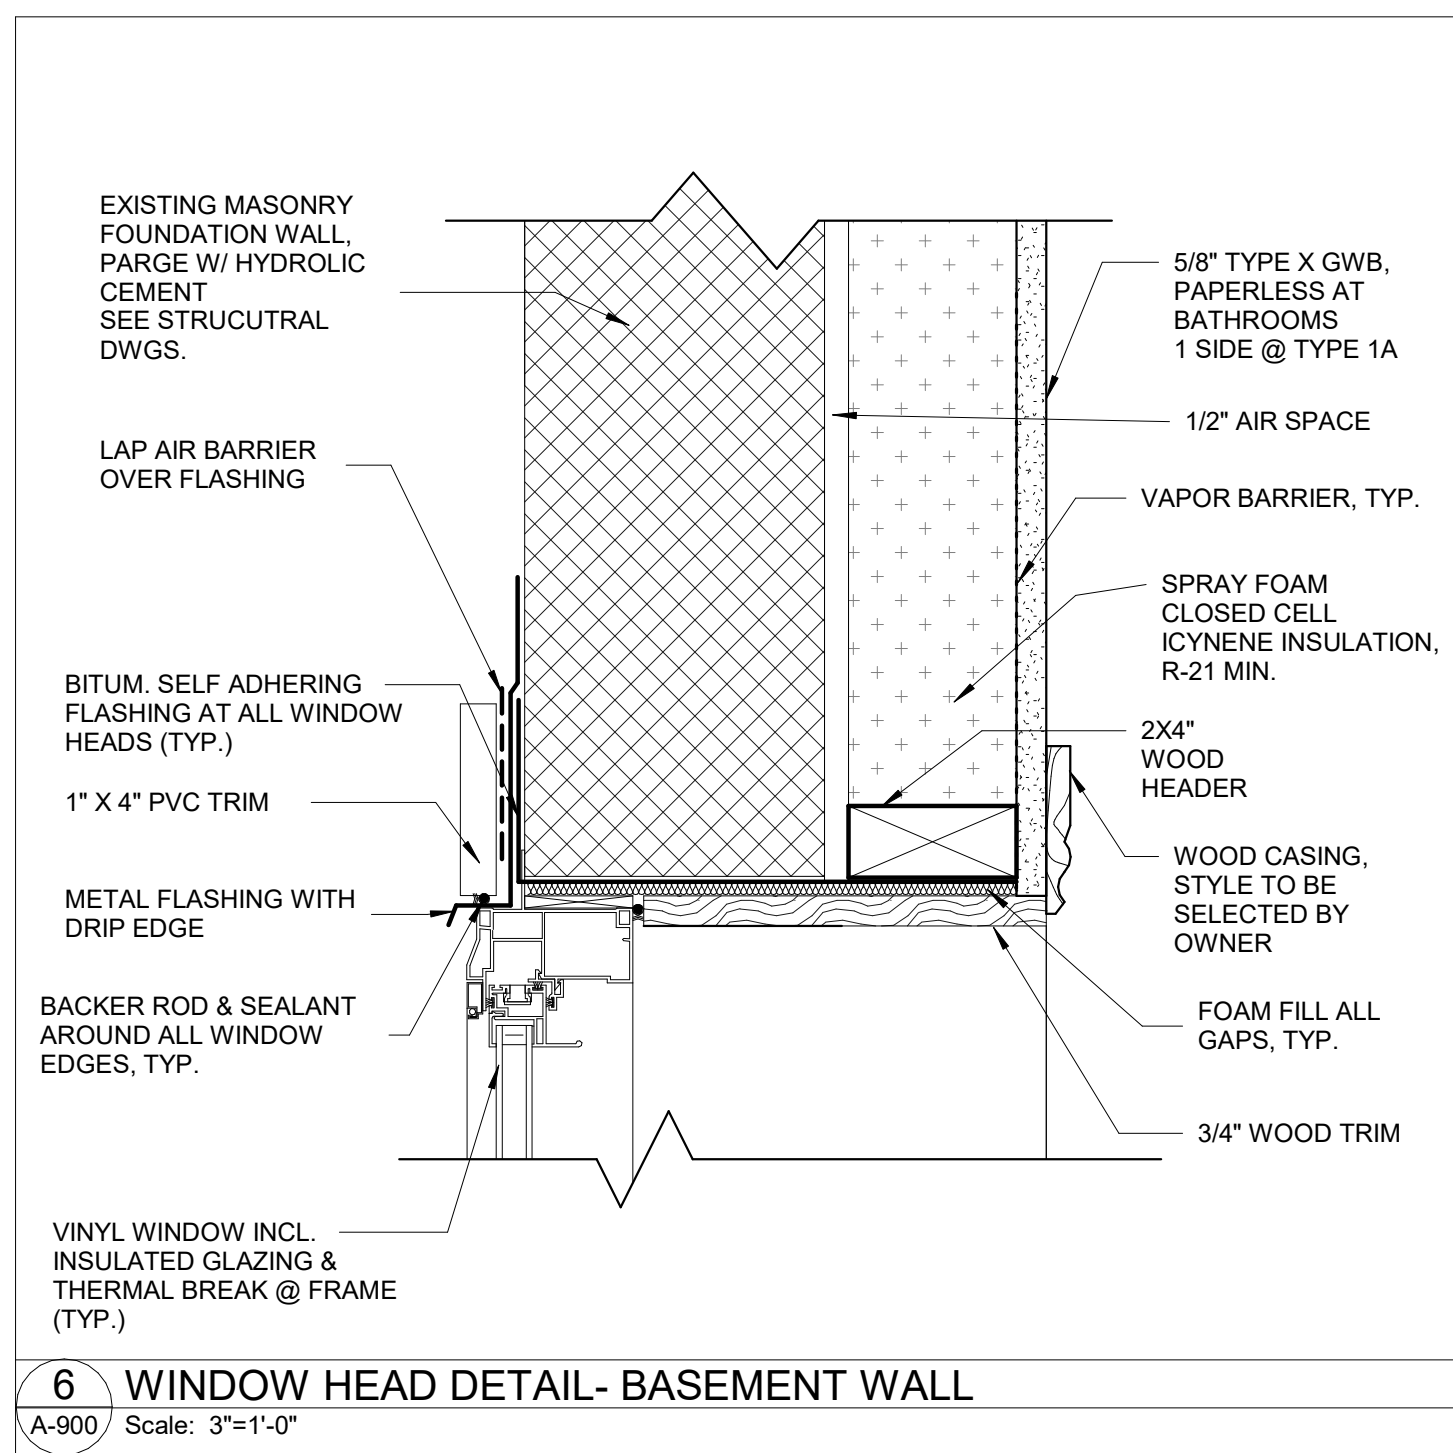 EXISTING MASONRY
FOUNDATION WALL,
PARGE W/ HYDROLIC
CEMENT
SEE STRUCUTRAL
DWGS.
LAP AIR BARRIER
OVER FLASHING
BITUM. SELF ADHERING
FLASHING AT ALL WINDOW
HEADS (TYP.)
1" X 4" PVC TRIM
METAL FLASHING WITH
DRIP EDGE
BACKER ROD & SEALANT
AROUND ALL WINDOW
EDGES, TYP.
VINYL WINDOW INCL.
INSULATED GLAZING &
THERMAL BREAK @ FRAME
(TYP.)
5/8" TYPE X GWB,
PAPERLESS AT
BATHROOMS
1 SIDE @ TYPE 1A
1/2" AIR SPACE
VAPOR BARRIER, TYP.
SPRAY FOAM
CLOSED CELL
ICYNENE INSULATION,
R-21 MIN.
2X4"
WOOD
HEADER
WOOD CASING,
STYLE TO BE
SELECTED BY
OWNER
FOAM FILL ALL
GAPS, TYP.
3/4" WOOD TRIM
6
WINDOW HEAD DETAIL- BASEMENT WALL
A-900
Scale: 3"=1'-0"